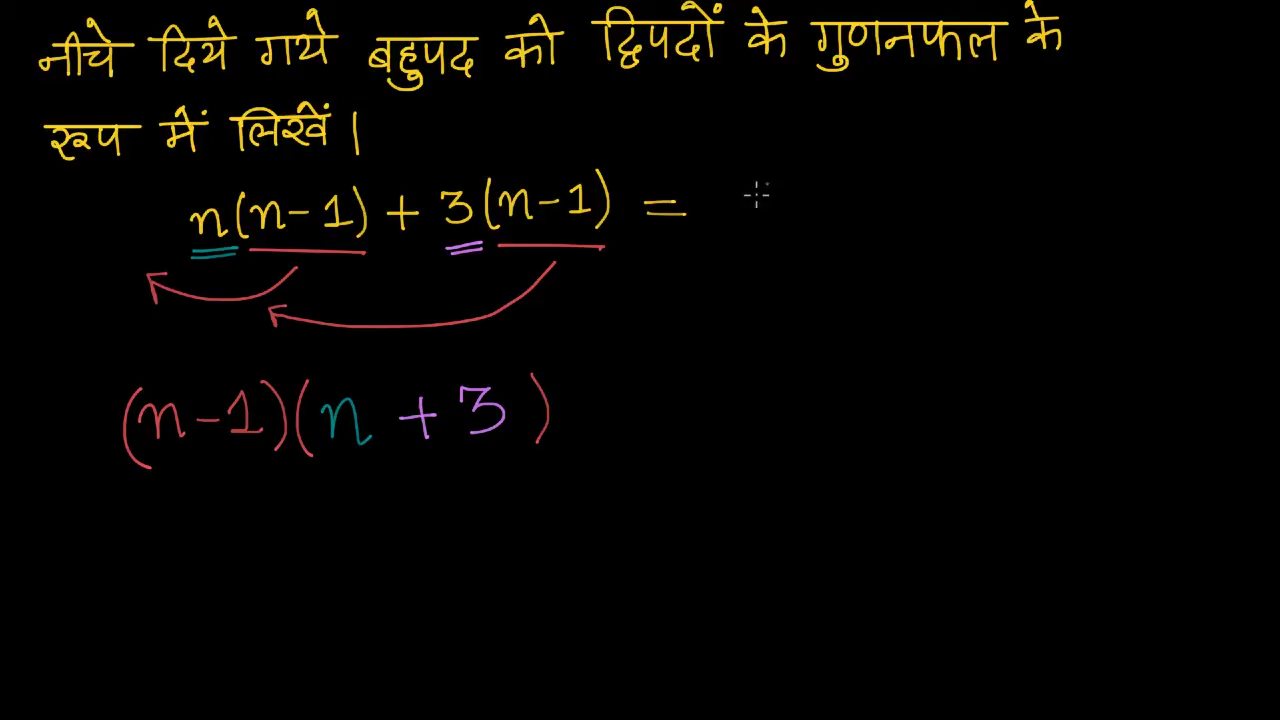 नीचे दिये गये बहुपद को द्विपदों के गुणनफल के
रूप में लिखें।
n(n-1) + 3(n-1) =
(n-1)(n + 3)